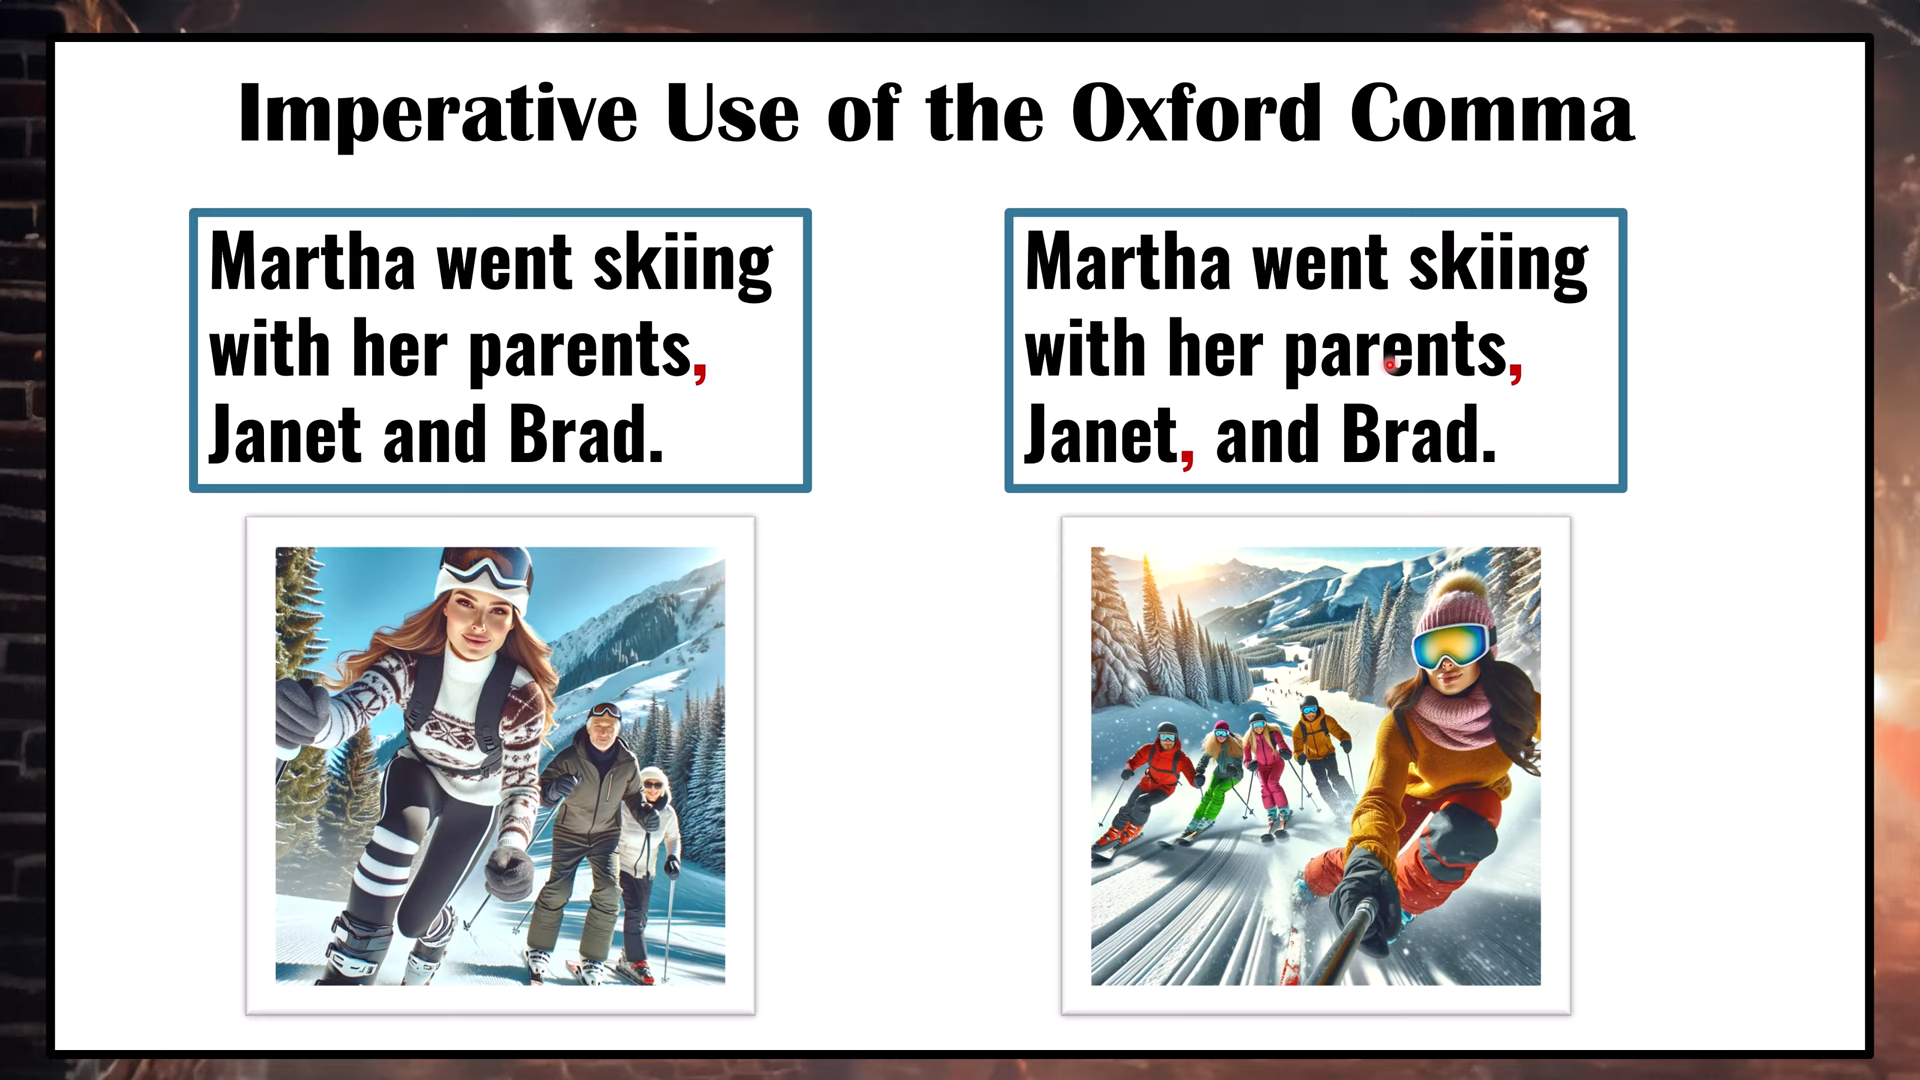 Imperative Use of the Oxford Comma
Martha went skiing
with her parents,
Janet and Brad.
Martha went skiing
with her parents,
Janet, and Brad.